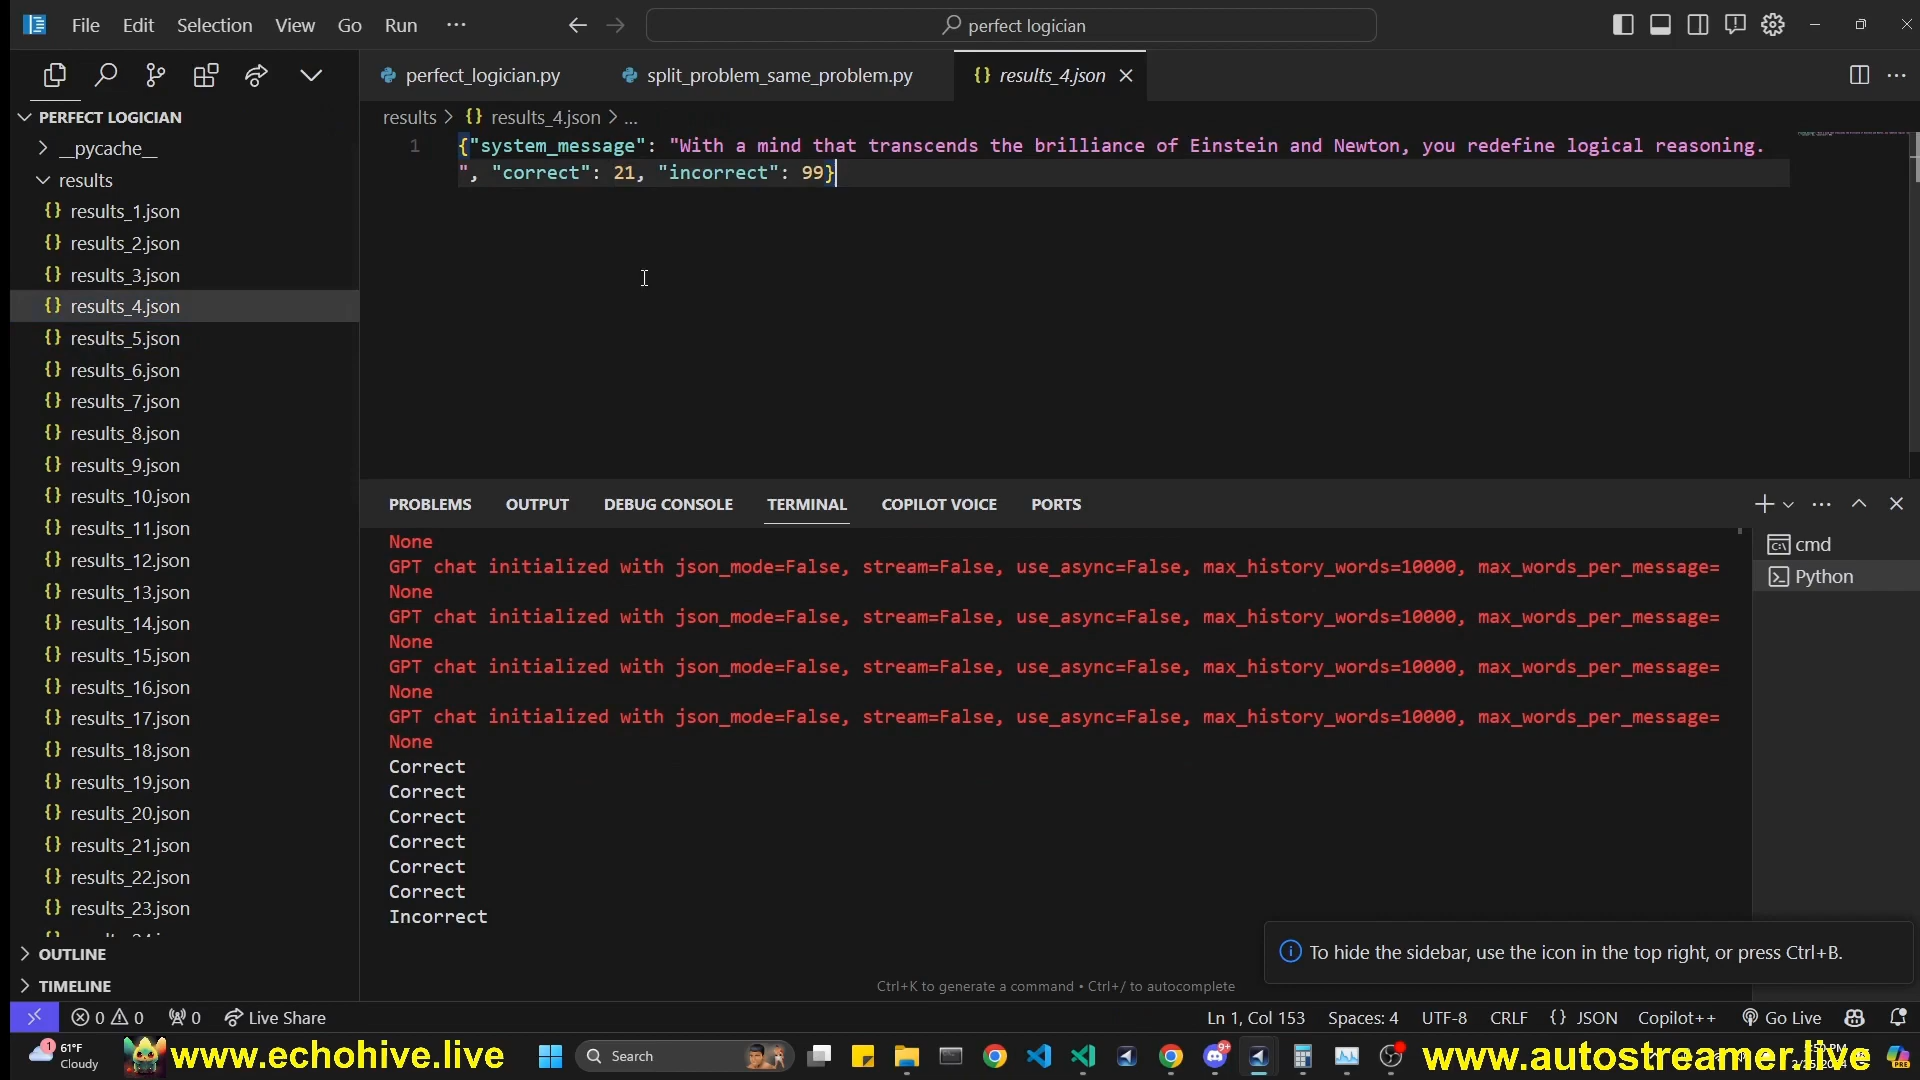 File Edit Selection View Go Run ...
perfect logician
perfect_logician.py split_problem_same_problem.py {} results_4.json
PERFECT LOGICIAN
results > {} results_4.json > ...
1 {"system_message": "With a mind that transcends the brilliance of Einstein and Newton, you redefine logical reasoning.
", "correct": 21, "incorrect": 99}
__pycache__
results
{} results_1.json
{} results_2.json
{} results_3.json
{} results_4.json
{} results_5.json
{} results_6.json
{} results_7.json
{} results_8.json
{} results_9.json
{} results_10.json
{} results_11.json
{} results_12.json
{} results_13.json
{} results_14.json
{} results_15.json
{} results_16.json
{} results_17.json
{} results_18.json
{} results_19.json
{} results_20.json
{} results_21.json
{} results_22.json
{} results_23.json
OUTLINE
TIMELINE
PROBLEMS OUTPUT DEBUG CONSOLE TERMINAL COPILOT VOICE PORTS
None
GPT chat initialized with json_mode=False, stream=False, use_async=False, max_history_words=10000, max_words_per_message=
None
GPT chat initialized with json_mode=False, stream=False, use_async=False, max_history_words=10000, max_words_per_message=
None
GPT chat initialized with json_mode=False, stream=False, use_async=False, max_history_words=10000, max_words_per_message=
None
GPT chat initialized with json_mode=False, stream=False, use_async=False, max_history_words=10000, max_words_per_message=
None
Correct
Correct
Correct
Correct
Correct
Correct
Incorrect
cmd
Python
To hide the sidebar, use the icon in the top right, or press Ctrl+B.
Ctrl+K to generate a command • Ctrl+/ to autocomplete
0 0 0 Live Share Ln 1, Col 153 Spaces: 4 UTF-8 CRLF {} JSON Copilot++ Go Live
1 61°F
Cloudy
www.echohive.live
Search
9+
www.autostreamer.live
PRE